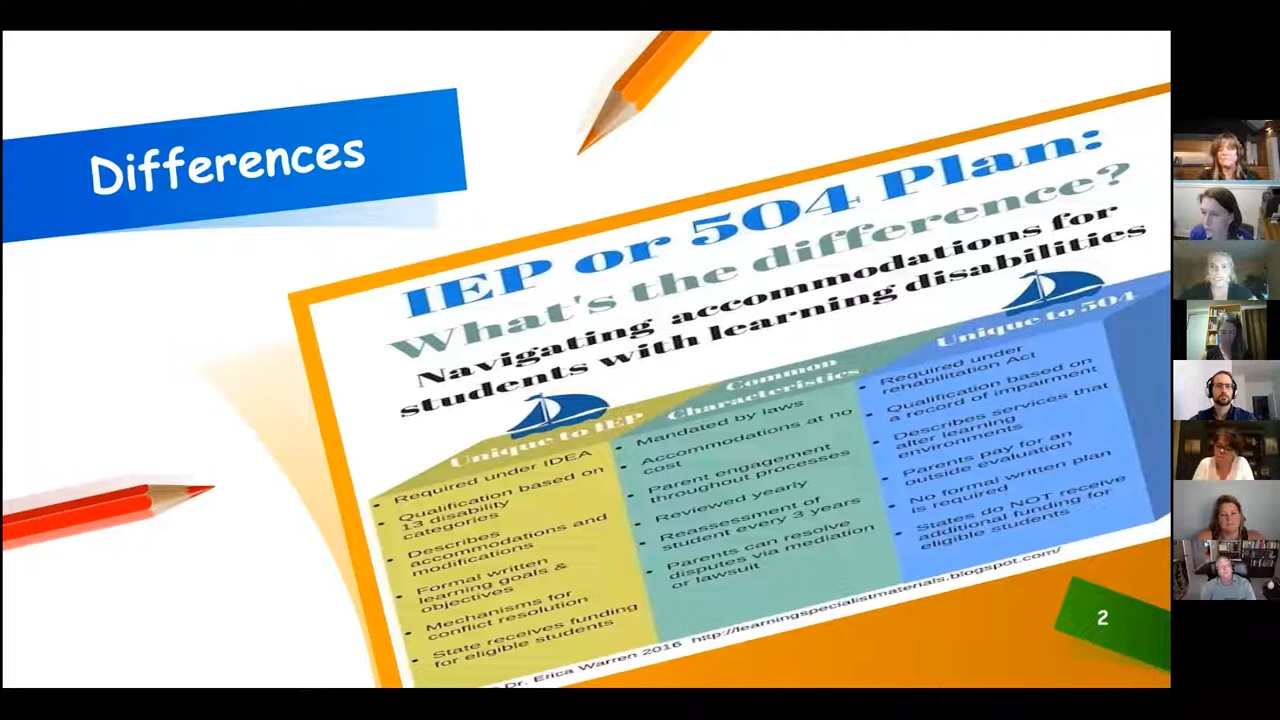 Differences
IEP or 504 Plan:
What's the difference?
Navigating accommodations for
students with learning disabilities
Unique to IEP
Required under IDEA
Qualification based on
13 disability
categories
Describes
accommodations and
modifications
Formal written
learning goals &
objectives
Mechanisms for
conflict resolution
State receives funding
for eligible students
Common
Characteristics
Mandated by laws
Accommodations at no
cost
Parent engagement
throughout processes
Reviewed yearly
Reassessment of
student every 3 years
Parents can resolve
disputes via mediation
or lawsuit
Unique to 504
Required under
rehabilitation Act
Qualification based on
a record of impairment
Describes services that
alter learning
environments
Parents pay for an
outside evaluation
No formal written plan
is required
States do NOT receive
additional funding for
eligible students
Dr. Erica Warren 2016 http://learningspecialistmaterials.blogspot.com/
2